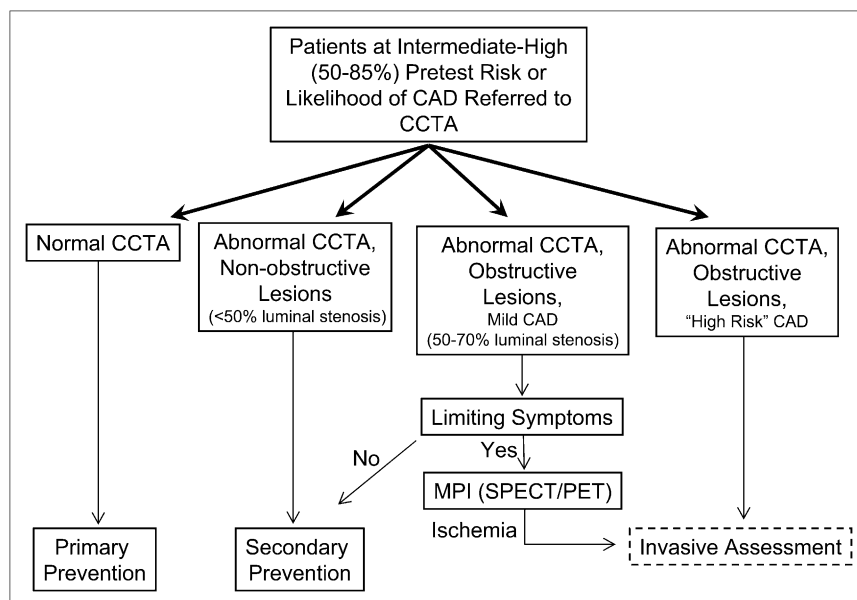 Patients at Intermediate-High
(50-85%) Pretest Risk or
Likelihood of CAD Referred to
CCTA
Normal CCTA
Abnormal CCTA,
Non-obstructive
Lesions
(<50% luminal stenosis)
Abnormal CCTA,
Obstructive
Lesions,
Mild CAD
(50-70% luminal stenosis)
Abnormal CCTA,
Obstructive
Lesions,
“High Risk” CAD
Limiting Symptoms
No
Yes
MPI (SPECT/PET)
Ischemia
Primary
Prevention
Secondary
Prevention
Invasive Assessment